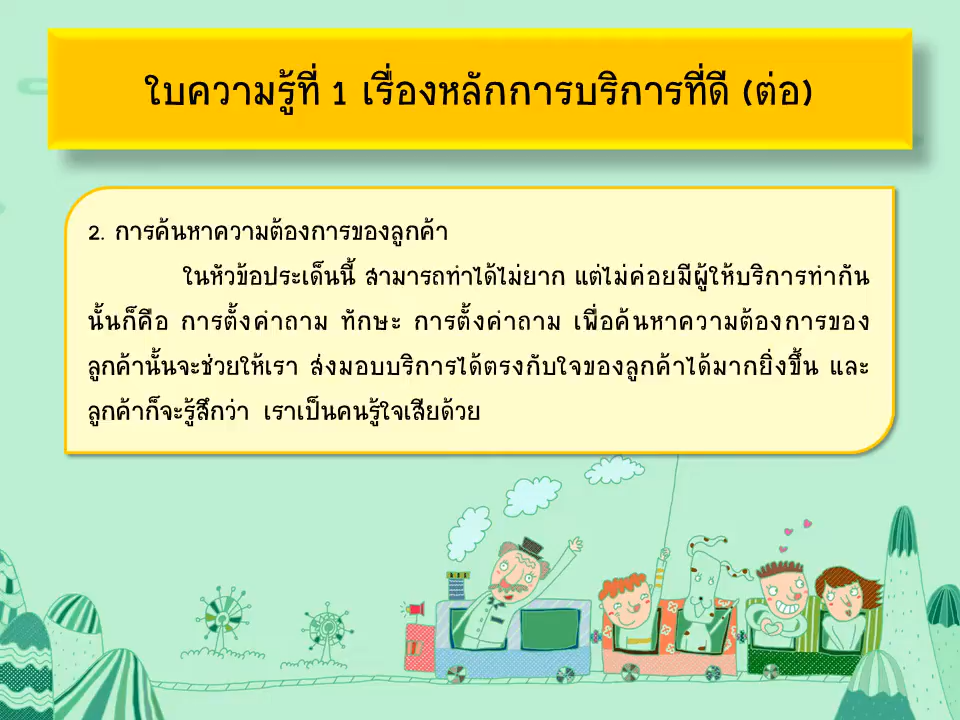 ใบความรู้ที่ 1 เรื่องหลักการบริการที่ดี (ต่อ)
2. การค้นหาความต้องการของลูกค้า
ในหัวข้อประเด็นนี้ สามารถทำได้ไม่ยาก แต่ไม่ค่อยมีผู้ให้บริการทำกัน
นั้นก็คือ การตั้งคำถาม ทักษะ การตั้งคำถาม เพื่อค้นหาความต้องการของ
ลูกค้านั้นจะช่วยให้เรา ส่งมอบบริการได้ตรงกับใจของลูกค้าได้มากยิ่งขึ้น และ
ลูกค้าก็จะรู้สึกว่า เราเป็นคนรู้ใจเสียด้วย